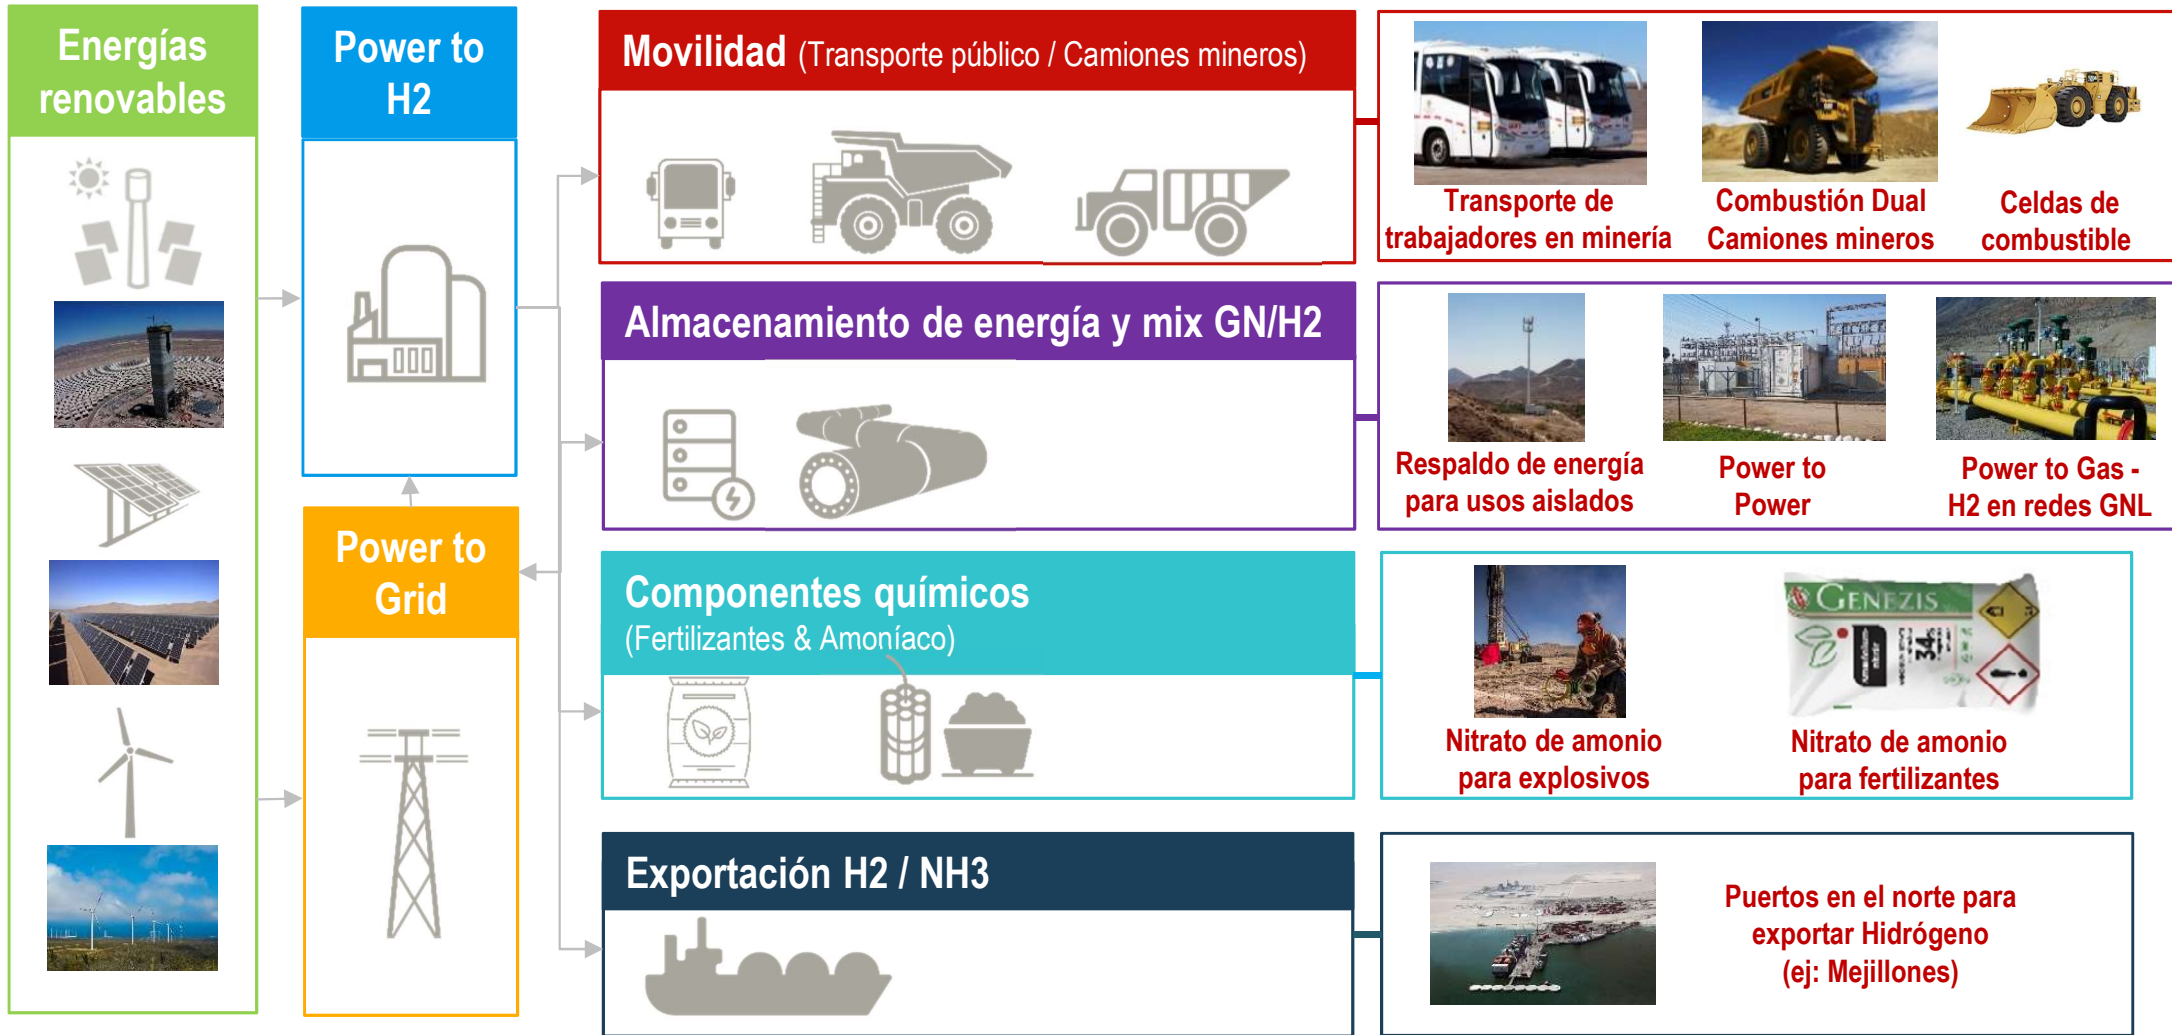 Energías
renovables
Power to
H2
Power to
Grid
Movilidad (Transporte público / Camiones mineros)
Transporte de
trabajadores en minería
Combustión Dual
Camiones mineros
Celdas de
combustible
Almacenamiento de energía y mix GN/H2
Respaldo de energía
para usos aislados
Power to
Power
Power to Gas -
H2 en redes GNL
Componentes químicos
(Fertilizantes & Amoníaco)
Nitrato de amonio
para explosivos
GENEZIS
34
Nitrato de amonio
para fertilizantes
Exportación H2 / NH3
Puertos en el norte para
exportar Hidrógeno
(ej: Mejillones)